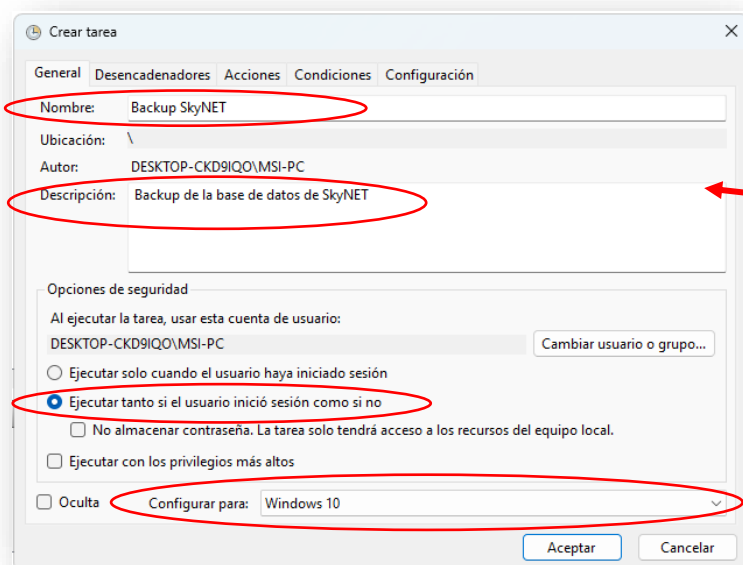 Crear tarea
General Desencadenadores Acciones Condiciones Configuración
Nombre: Backup SkyNET
Ubicación: \
Autor: DESKTOP-CKD9IQO\MSI-PC
Descripción: Backup de la base de datos de SkyNET
Opciones de seguridad
Al ejecutar la tarea, usar esta cuenta de usuario:
DESKTOP-CKD9IQO\MSI-PC Cambiar usuario o grupo...
Ejecutar solo cuando el usuario haya iniciado sesión
Ejecutar tanto si el usuario inició sesión como si no
No almacenar contraseña. La tarea solo tendrá acceso a los recursos del equipo local.
Ejecutar con los privilegios más altos
Oculta Configurar para: Windows 10
Aceptar Cancelar